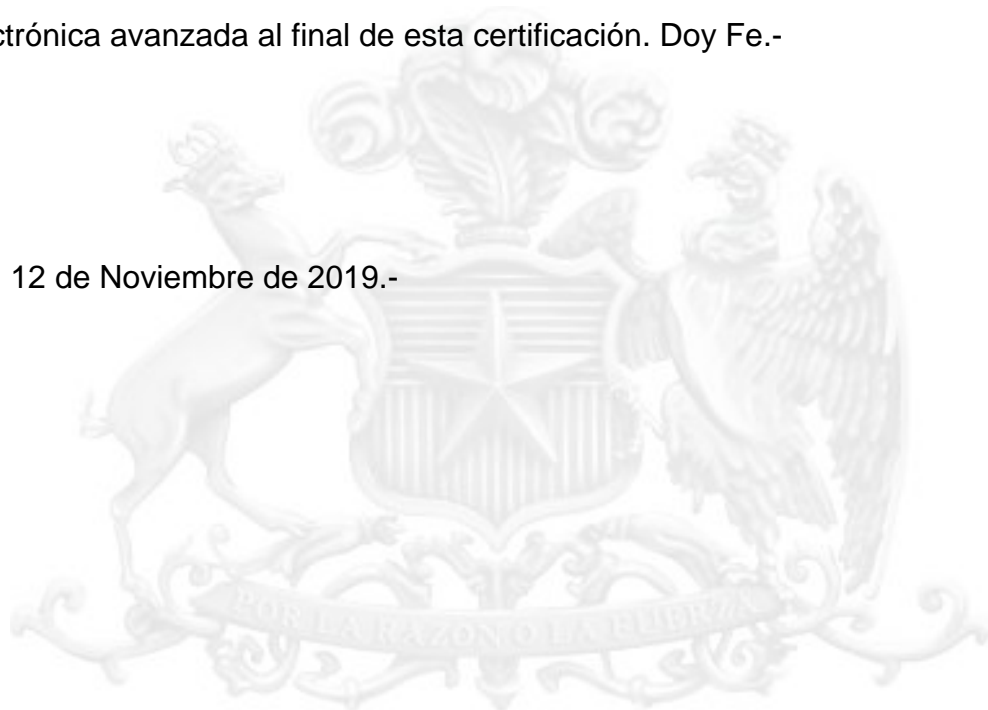 ctrónica avanzada al final de esta certificación. Doy Fe.-
12 de Noviembre de 2019.-
POR LA RAZON O LA FUERZA